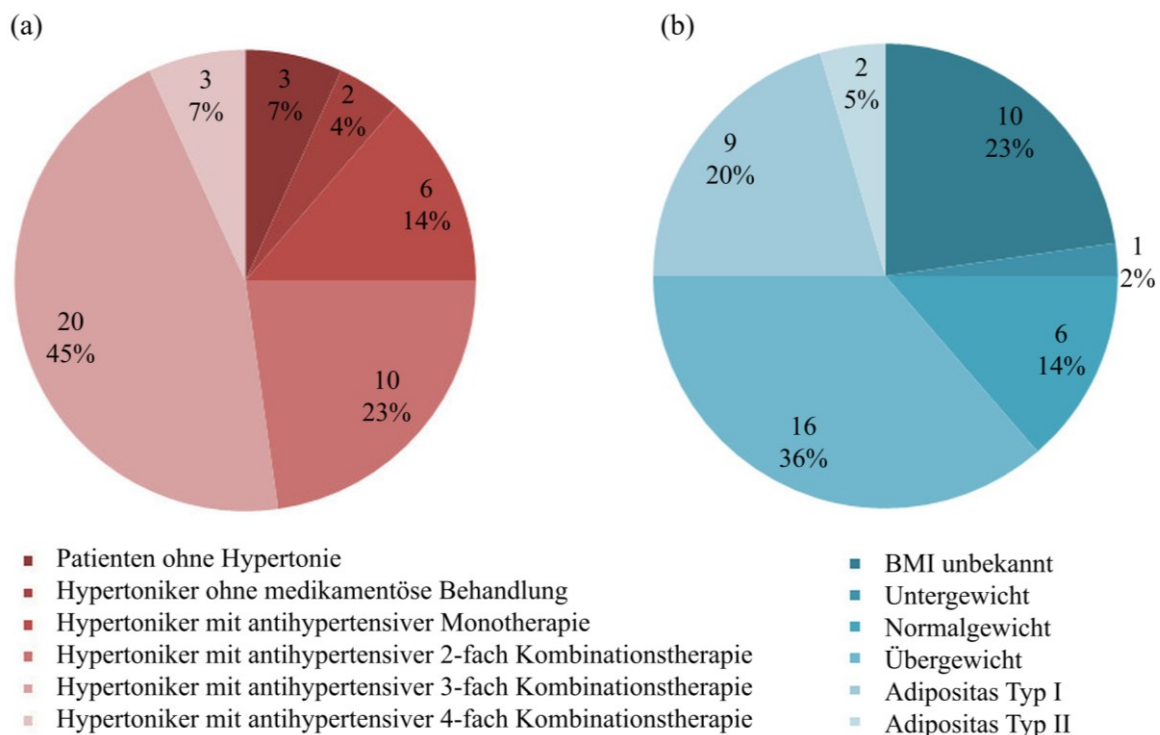 (a)
3
7%
3
7%
2
4%
6
14%
20
45%
10
23%
Patienten ohne Hypertonie
Hypertoniker ohne medikamentöse Behandlung
Hypertoniker mit antihypertensiver Monotherapie
Hypertoniker mit antihypertensiver 2-fach Kombinationstherapie
Hypertoniker mit antihypertensiver 3-fach Kombinationstherapie
Hypertoniker mit antihypertensiver 4-fach Kombinationstherapie
(b)
2
5%
10
23%
9
20%
1
2%
6
14%
16
36%
BMI unbekannt
Untergewicht
Normalgewicht
Übergewicht
Adipositas Typ I
Adipositas Typ II